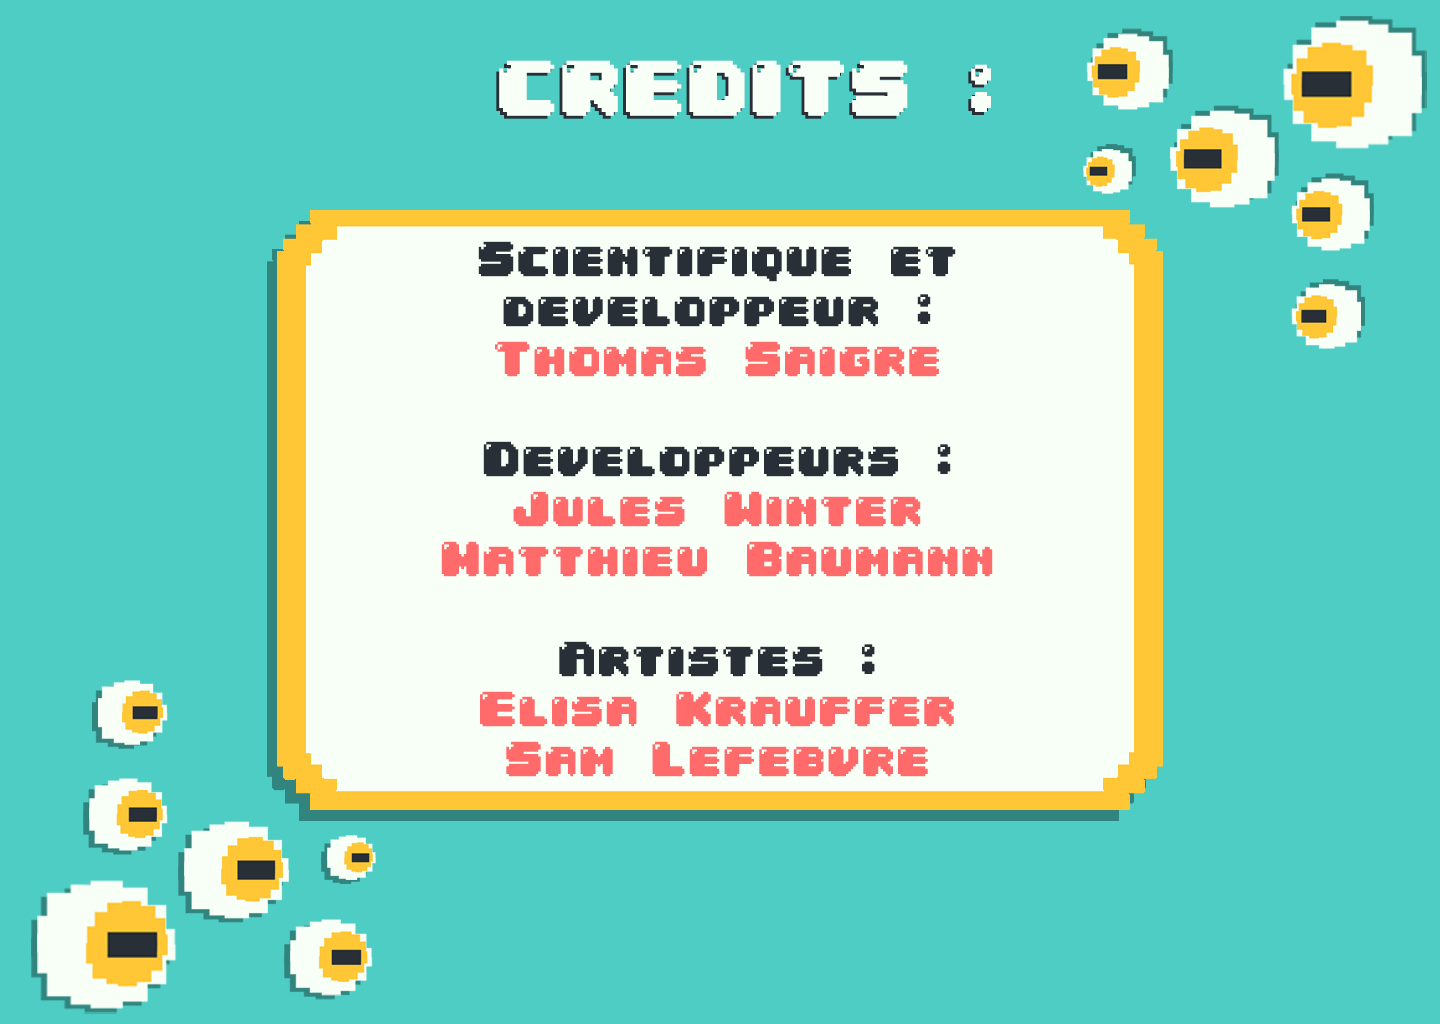 CREDITS :
SCIENTIFIQUE ET
DEVELOPPEUR :
THOMAS SAIGRE
DEVELOPPEURS :
JULES WINTER
MATTHIEU BAUMANN
ARTISTES :
ELISA KRAUFFER
SAM LEFEBVRE